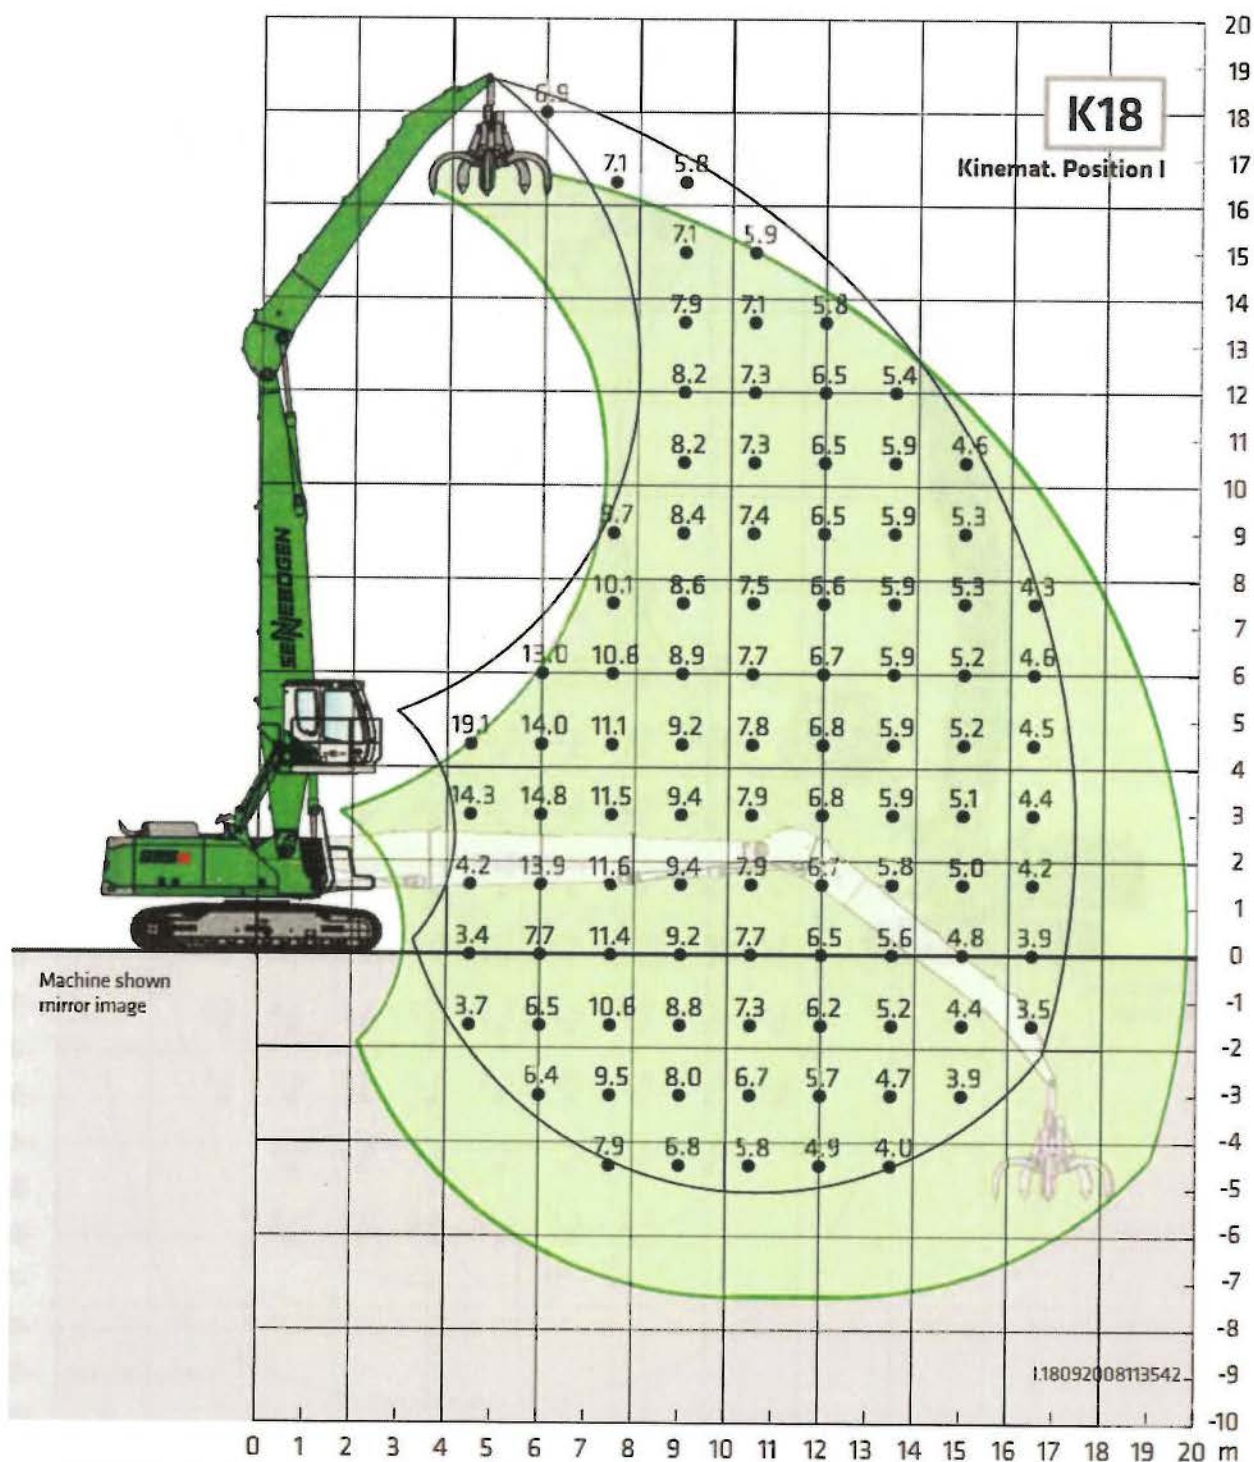 20
19
6.9
K18
18
7.1 5.8
17
Kinemat. Position I
16
7.1 5.9
15
14
7.9 7.1 5.8
13
8.2 7.3 6.5 5.4
12
11
8.2 7.3 6.5 5.9 4.6
10
9.7 8.4 7.4 6.5 5.9 5.3
9
8
10.1 8.6 7.5 6.6 5.9 5.3 4.3
7
SENNEBOGEN
13.0 10.6 8.9 7.7 6.7 5.9 5.2 4.6
6
19.1 14.0 11.1 9.2 7.8 6.8 5.9 5.2 4.5
5
4
14.3 14.8 11.5 9.4 7.9 6.8 5.9 5.1 4.4
3
2
4.2 13.9 11.6 9.4 7.9 6.7 5.8 5.0 4.2
1
3.4 7.7 11.4 9.2 7.7 6.5 5.6 4.8 3.9
0
Machine shown
mirror image
3.7 6.5 10.6 8.8 7.3 6.2 5.2 4.4 3.5
-1
-2
6.4 9.5 8.0 6.7 5.7 4.7 3.9
-3
-4
7.9 6.8 5.8 4.9 4.0
-5
-6
-7
-8
1.18092008113542
-9
-10
0 1 2 3 4 5 6 7 8 9 10 11 12 13 14 15 16 17 18 19 20 m